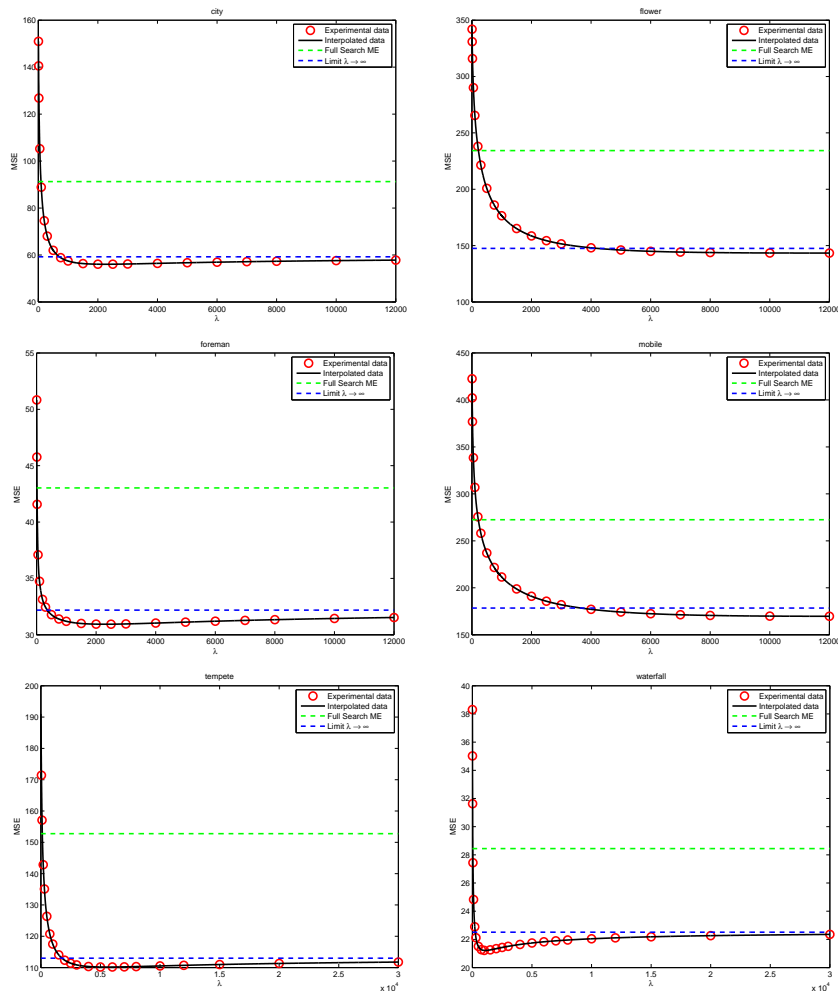 city
160
140
120
100
80
60
40
MSE
0
2000
4000
6000
8000
10000
12000
λ
Experimental data
Interpolated data
Full Search ME
Limit λ → ∞
flower
350
300
250
200
150
100
MSE
0
2000
4000
6000
8000
10000
12000
λ
Experimental data
Interpolated data
Full Search ME
Limit λ → ∞
foreman
55
50
45
40
35
30
MSE
0
2000
4000
6000
8000
10000
12000
λ
Experimental data
Interpolated data
Full Search ME
Limit λ → ∞
mobile
450
400
350
300
250
200
150
MSE
0
2000
4000
6000
8000
10000
12000
λ
Experimental data
Interpolated data
Full Search ME
Limit λ → ∞
tempete
200
190
180
170
160
150
140
130
120
110
MSE
0
0.5
1
1.5
2
2.5
3
x 10⁴
λ
Experimental data
Interpolated data
Full Search ME
Limit λ → ∞
waterfall
40
38
36
34
32
30
28
26
24
22
20
MSE
0
0.5
1
1.5
2
2.5
3
x 10⁴
λ
Experimental data
Interpolated data
Full Search ME
Limit λ → ∞